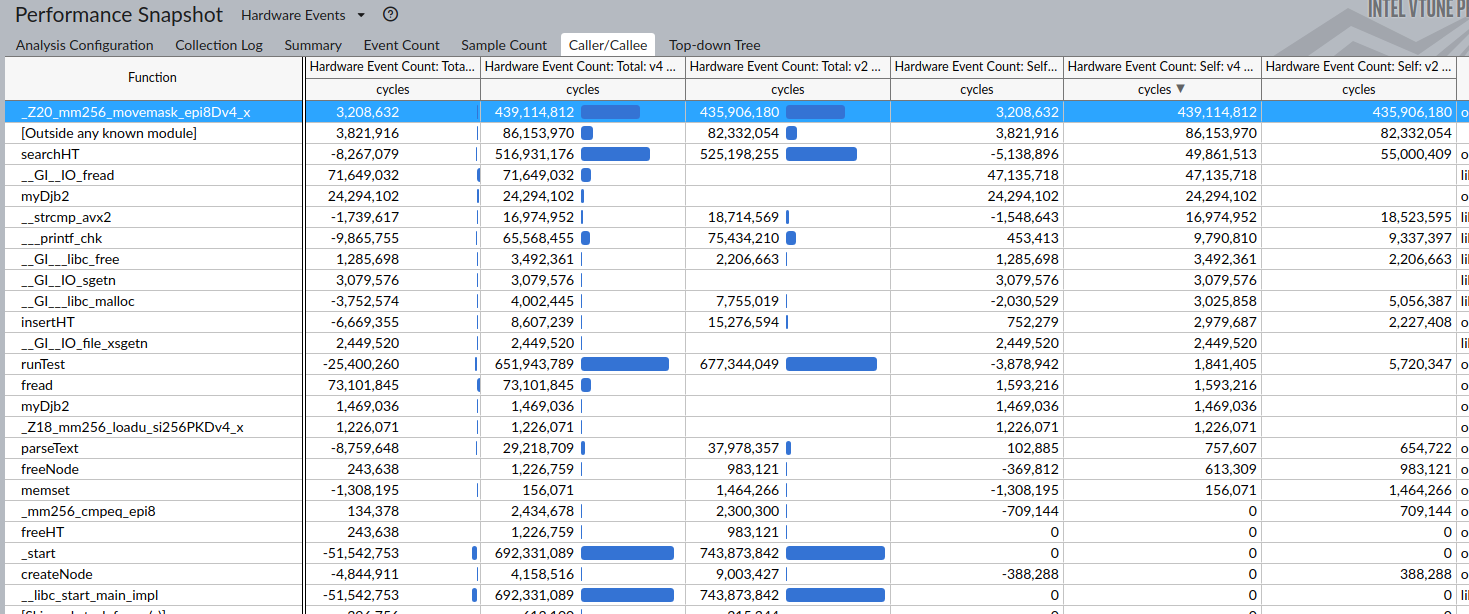 Performance Snapshot Hardware Events
INTEL VTUNE
Analysis Configuration Collection Log Summary Event Count Sample Count Caller/Callee Top-down Tree
Function Hardware Event Count: Tota... Hardware Event Count: Total: v4 ... Hardware Event Count: Total: v2 ... Hardware Event Count: Self... Hardware Event Count: Self: v4 ... Hardware Event Count: Self: v2 ...
cycles cycles cycles cycles cycles cycles
_Z20_mm256_movemask_epi8Dv4_x 3,208,632 439,114,812 435,906,180 3,208,632 439,114,812 435,906,180
[Outside any known module] 3,821,916 86,153,970 82,332,054 3,821,916 86,153,970 82,332,054
searchHT -8,267,079 516,931,176 525,198,255 -5,138,896 49,861,513 55,000,409
__GI__IO_fread 71,649,032 71,649,032 47,135,718 47,135,718
myDjb2 24,294,102 24,294,102 24,294,102 24,294,102
__strcmp_avx2 -1,739,617 16,974,952 18,714,569 -1,548,643 16,974,952 18,523,595
___printf_chk -9,865,755 65,568,455 75,434,210 453,413 9,790,810 9,337,397
__GI___libc_free 1,285,698 3,492,361 2,206,663 1,285,698 3,492,361 2,206,663
__GI__IO_sgetn 3,079,576 3,079,576 3,079,576 3,079,576
__GI___libc_malloc -3,752,574 4,002,445 7,755,019 -2,030,529 3,025,858 5,056,387
insertHT -6,669,355 8,607,239 15,276,594 752,279 2,979,687 2,227,408
__GI__IO_file_xsgetn 2,449,520 2,449,520 2,449,520 2,449,520
runTest -25,400,260 651,943,789 677,344,049 -3,878,942 1,841,405 5,720,347
fread 73,101,845 73,101,845 1,593,216 1,593,216
myDjb2 1,469,036 1,469,036 1,469,036 1,469,036
_Z18_mm256_loadu_si256PKDv4_x 1,226,071 1,226,071 1,226,071 1,226,071
parseText -8,759,648 29,218,709 37,978,357 102,885 757,607 654,722
freeNode 243,638 1,226,759 983,121 -369,812 613,309 983,121
memset -1,308,195 156,071 1,464,266 -1,308,195 156,071 1,464,266
_mm256_cmpeq_epi8 134,378 2,434,678 2,300,300 -709,144 0 709,144
freeHT 243,638 1,226,759 983,121 0 0 0
_start -51,542,753 692,331,089 743,873,842 0 0 0
createNode -4,844,911 4,158,516 9,003,427 -388,288 0 388,288
__libc_start_main_impl -51,542,753 692,331,089 743,873,842 0 0 0